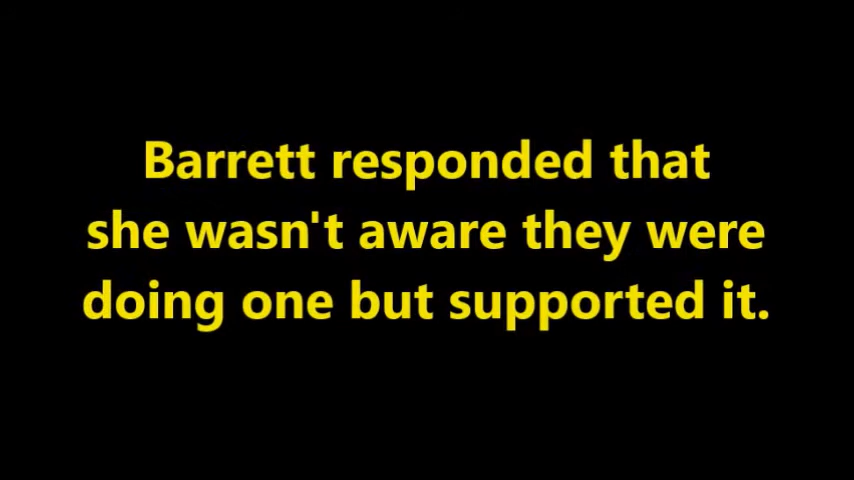 Barrett responded that
she wasn't aware they were
doing one but supported it.